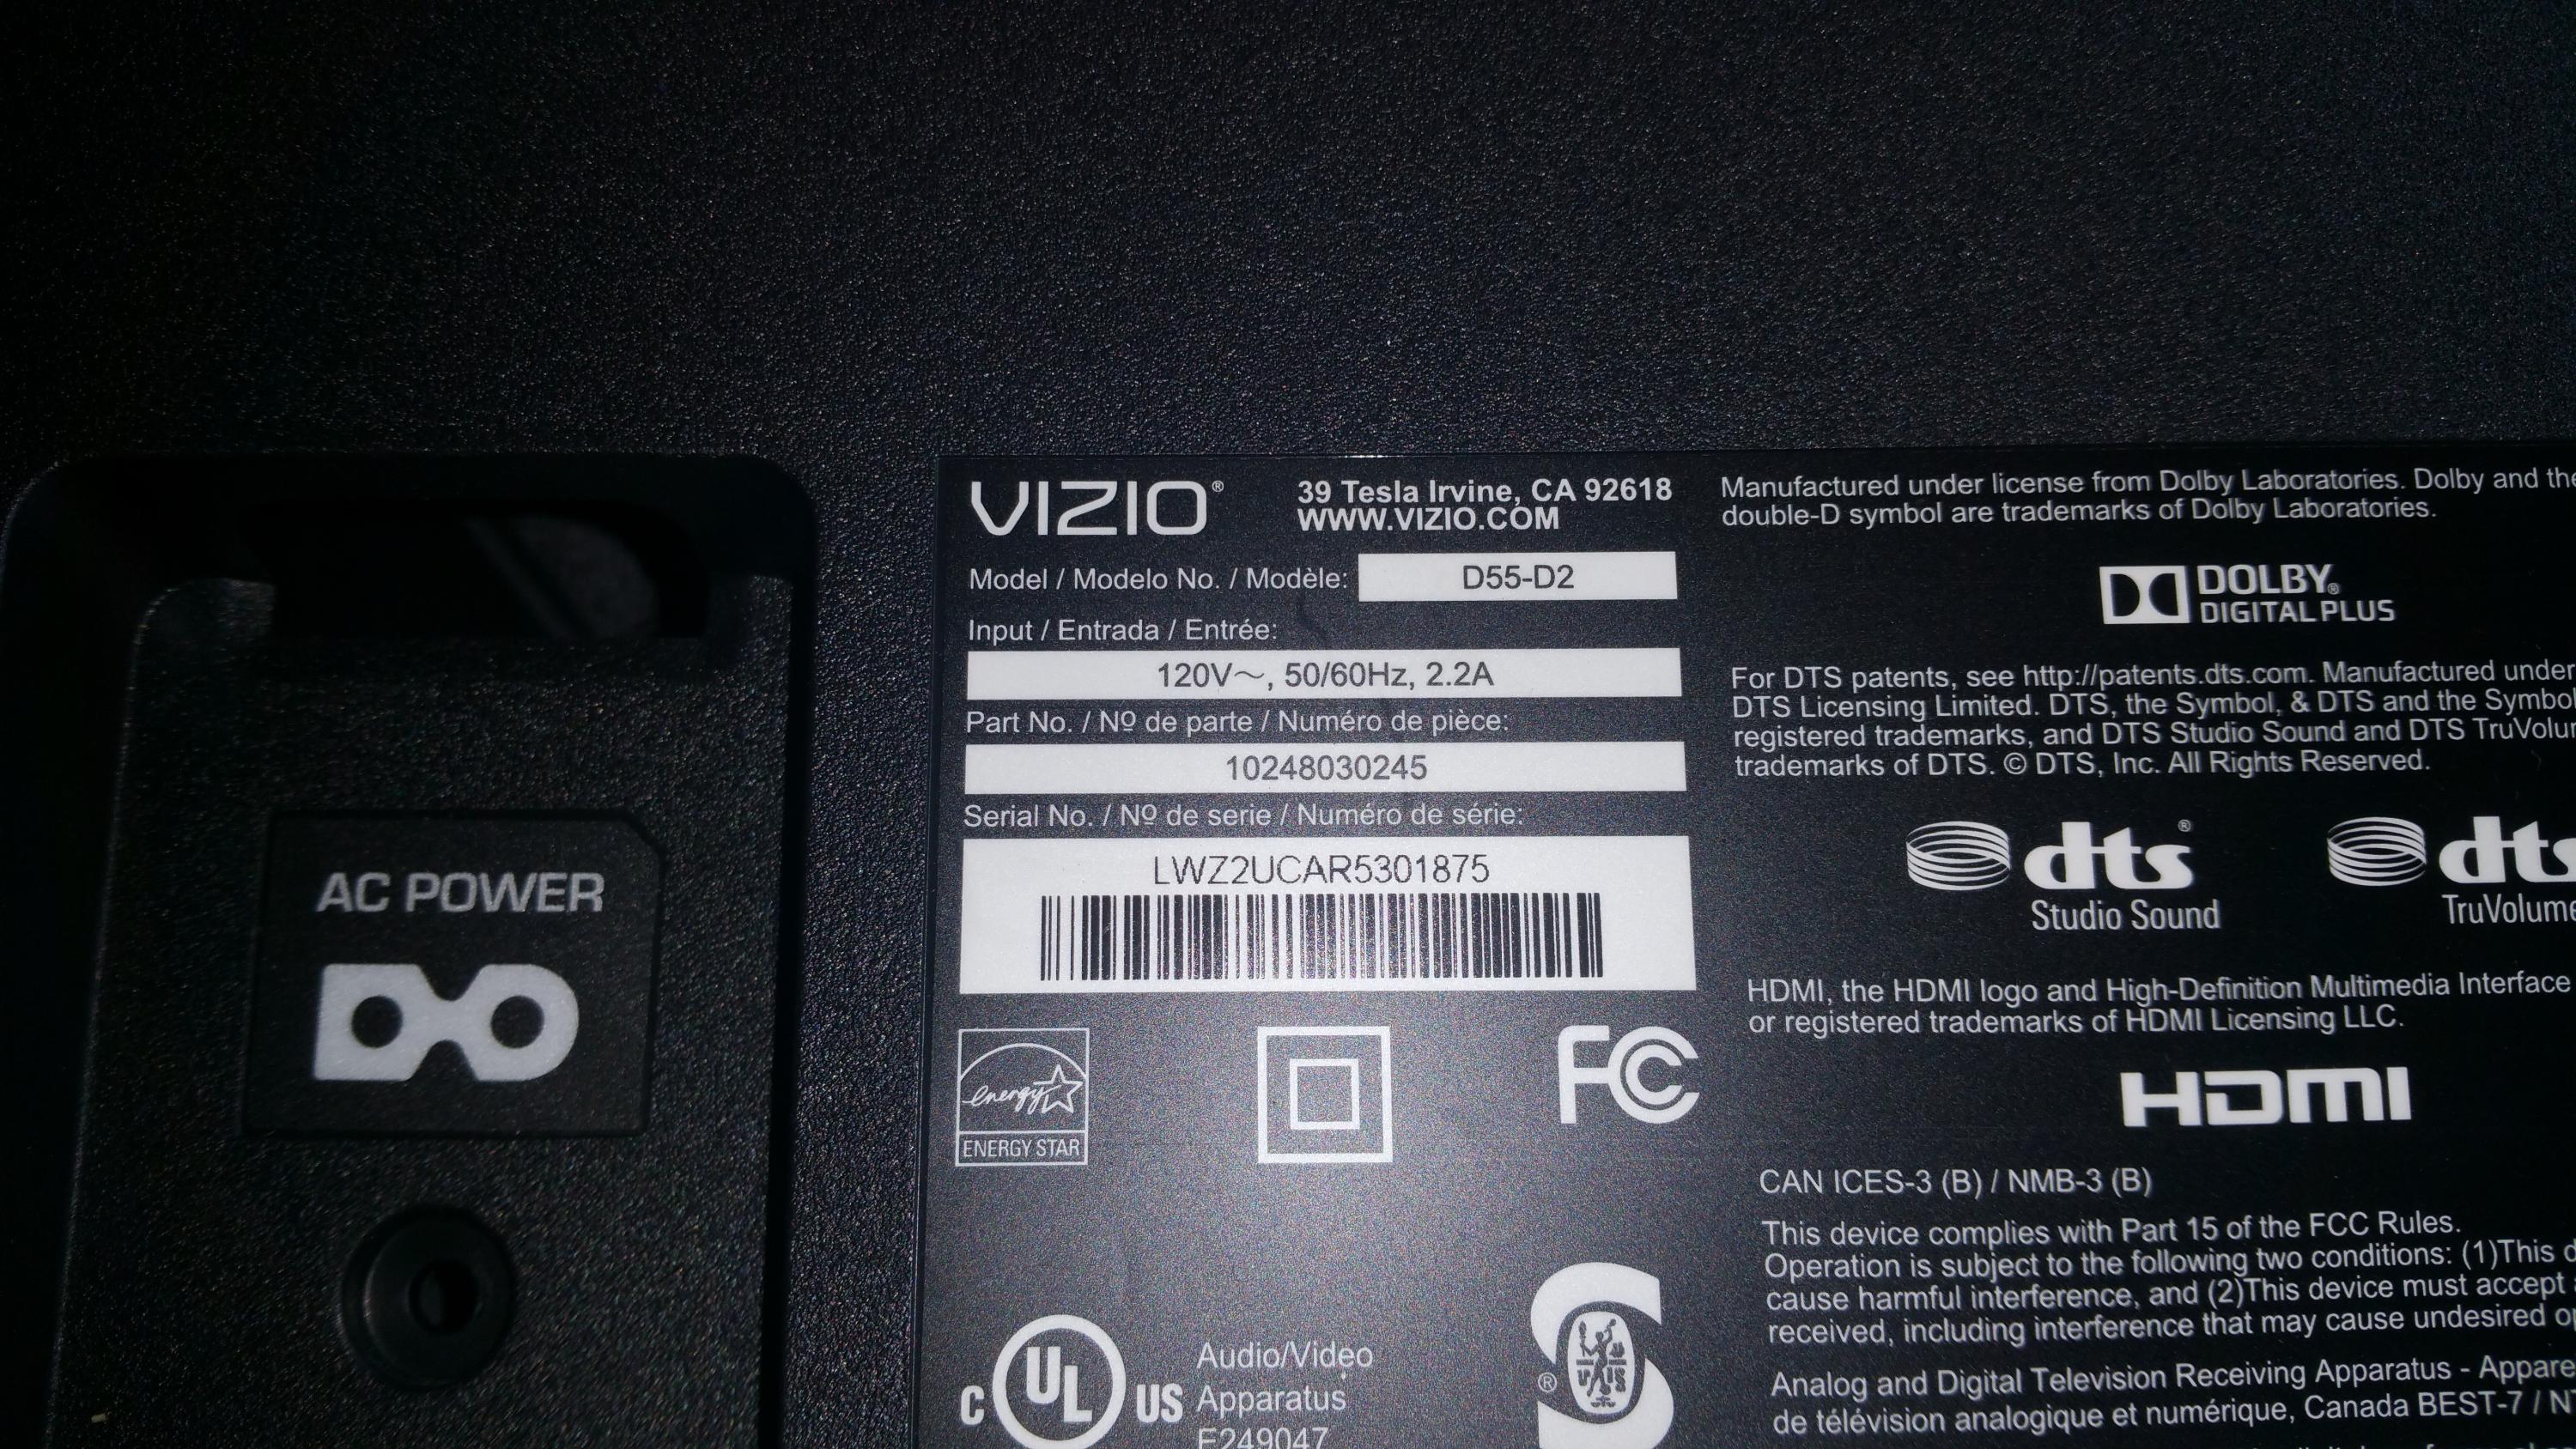 AC POWER
VIZIO®
39 Tesla Irvine, CA 92618
WWW.VIZIO.COM
Model / Modelo No. / Modèle: D55-D2
Input / Entrada / Entrée:
120V～, 50/60Hz, 2.2A
Part No. / Nº de parte / Numéro de pièce:
10248030245
Serial No. / Nº de serie / Numéro de série:
LWZ2UCAR5301875
energy
ENERGY STAR
FC
C UL US
Audio/Video
Apparatus
E249047
S
®
Manufactured under license from Dolby Laboratories. Dolby and the
double-D symbol are trademarks of Dolby Laboratories.
DOLBY®
DIGITAL PLUS
For DTS patents, see http://patents.dts.com. Manufactured under
DTS Licensing Limited. DTS, the Symbol, & DTS and the Symbo
registered trademarks, and DTS Studio Sound and DTS TruVolu
trademarks of DTS. © DTS, Inc. All Rights Reserved.
dts®
Studio Sound
dts
TruVolume
HDMI, the HDMI logo and High-Definition Multimedia Interface
or registered trademarks of HDMI Licensing LLC.
HDMI
CAN ICES-3 (B) / NMB-3 (B)
This device complies with Part 15 of the FCC Rules.
Operation is subject to the following two conditions: (1)This d
cause harmful interference, and (2)This device must accept
received, including interference that may cause undesired o
Analog and Digital Television Receiving Apparatus - Appare
de télévision analogique et numérique, Canada BEST-7 / N